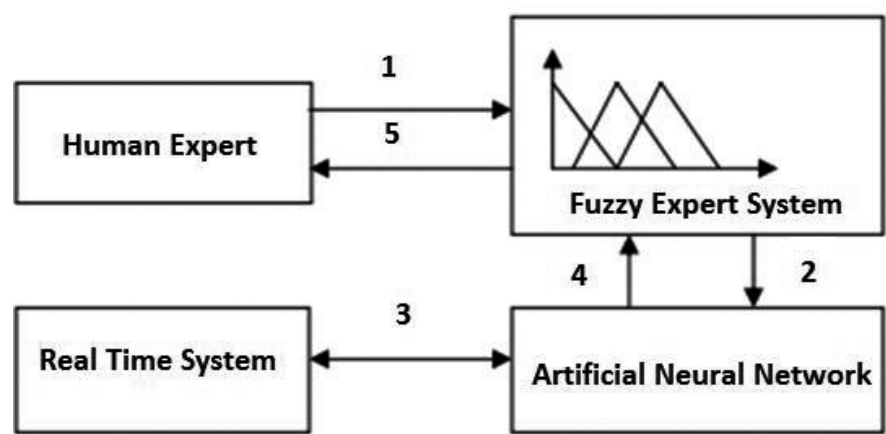 1
Human Expert
5
Fuzzy Expert System
4
2
3
Real Time System
Artificial Neural Network